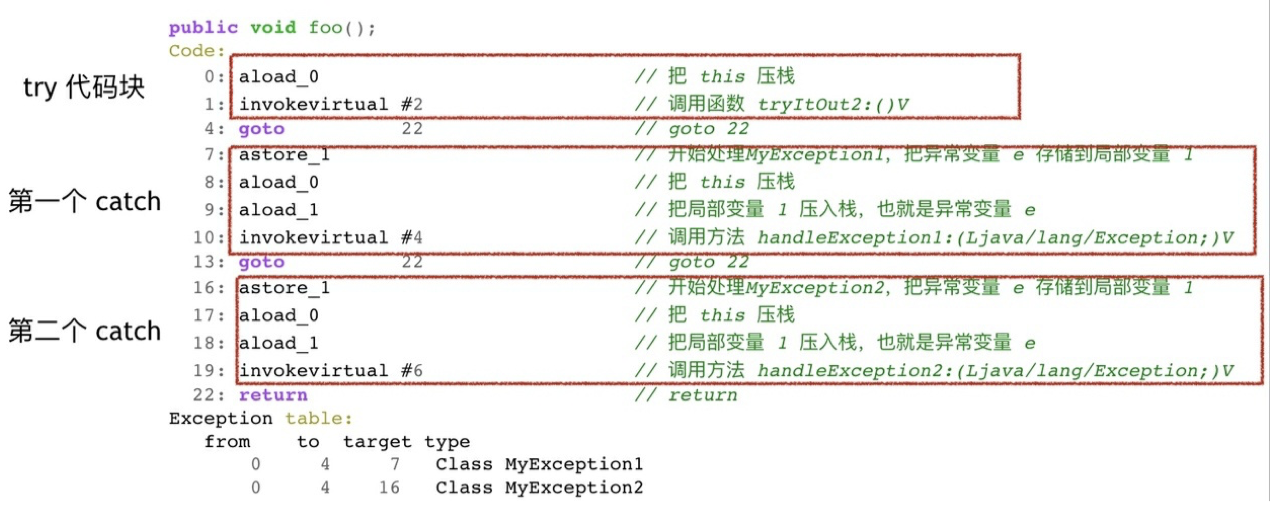 public void foo();
Code:
try 代码块
0: aload_0 // 把 this 压栈
1: invokevirtual #2 // 调用函数 tryItOut2:()V
4: goto 22 // goto 22
第一个 catch
7: astore_1 // 开始处理MyException1，把异常变量 e 存储到局部变量 1
8: aload_0 // 把 this 压栈
9: aload_1 // 把局部变量 1 压入栈，也就是异常变量 e
10: invokevirtual #4 // 调用方法 handleException1:(Ljava/lang/Exception;)V
13: goto 22 // goto 22
第二个 catch
16: astore_1 // 开始处理MyException2，把异常变量 e 存储到局部变量 1
17: aload_0 // 把 this 压栈
18: aload_1 // 把局部变量 1 压入栈，也就是异常变量 e
19: invokevirtual #6 // 调用方法 handleException2:(Ljava/lang/Exception;)V
22: return // return
Exception table:
from to target type
0 4 7 Class MyException1
0 4 16 Class MyException2